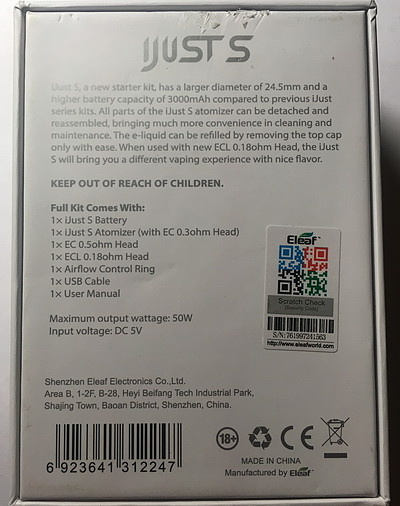 iJUST S
iJust S, a new starter kit, has a larger diameter of 24.5mm and a
higher battery capacity of 3000mAh compared to previous iJust
series kits. All parts of the iJust S atomizer can be detached and
reassembled, bringing much more convenience in cleaning and
maintenance. The e-liquid can be refilled by removing the top cap
only with ease. When used with new ECL 0.18ohm Head, the iJust
S will bring you a different vaping experience with nice flavor.
KEEP OUT OF REACH OF CHILDREN.
Full Kit Comes With:
1× iJust S Battery
1× iJust S Atomizer (with EC 0.3ohm Head)
1× EC 0.5ohm Head
1× ECL 0.18ohm Head
1× Airflow Control Ring
1× USB Cable
1× User Manual
Maximum output wattage: 50W
Input voltage: DC 5V
Eleaf
Scratch Check
(Security Code)
S/N:761997241563
http://www.eleafworld.com
Shenzhen Eleaf Electronics Co.,Ltd.
Area B, 1-2F, B-28, Heyi Beifang Tech Industrial Park,
Shajing Town, Baoan District, Shenzhen, China.
6 923641 312247
18+
CE
MADE IN CHINA
Manufactured by Eleaf